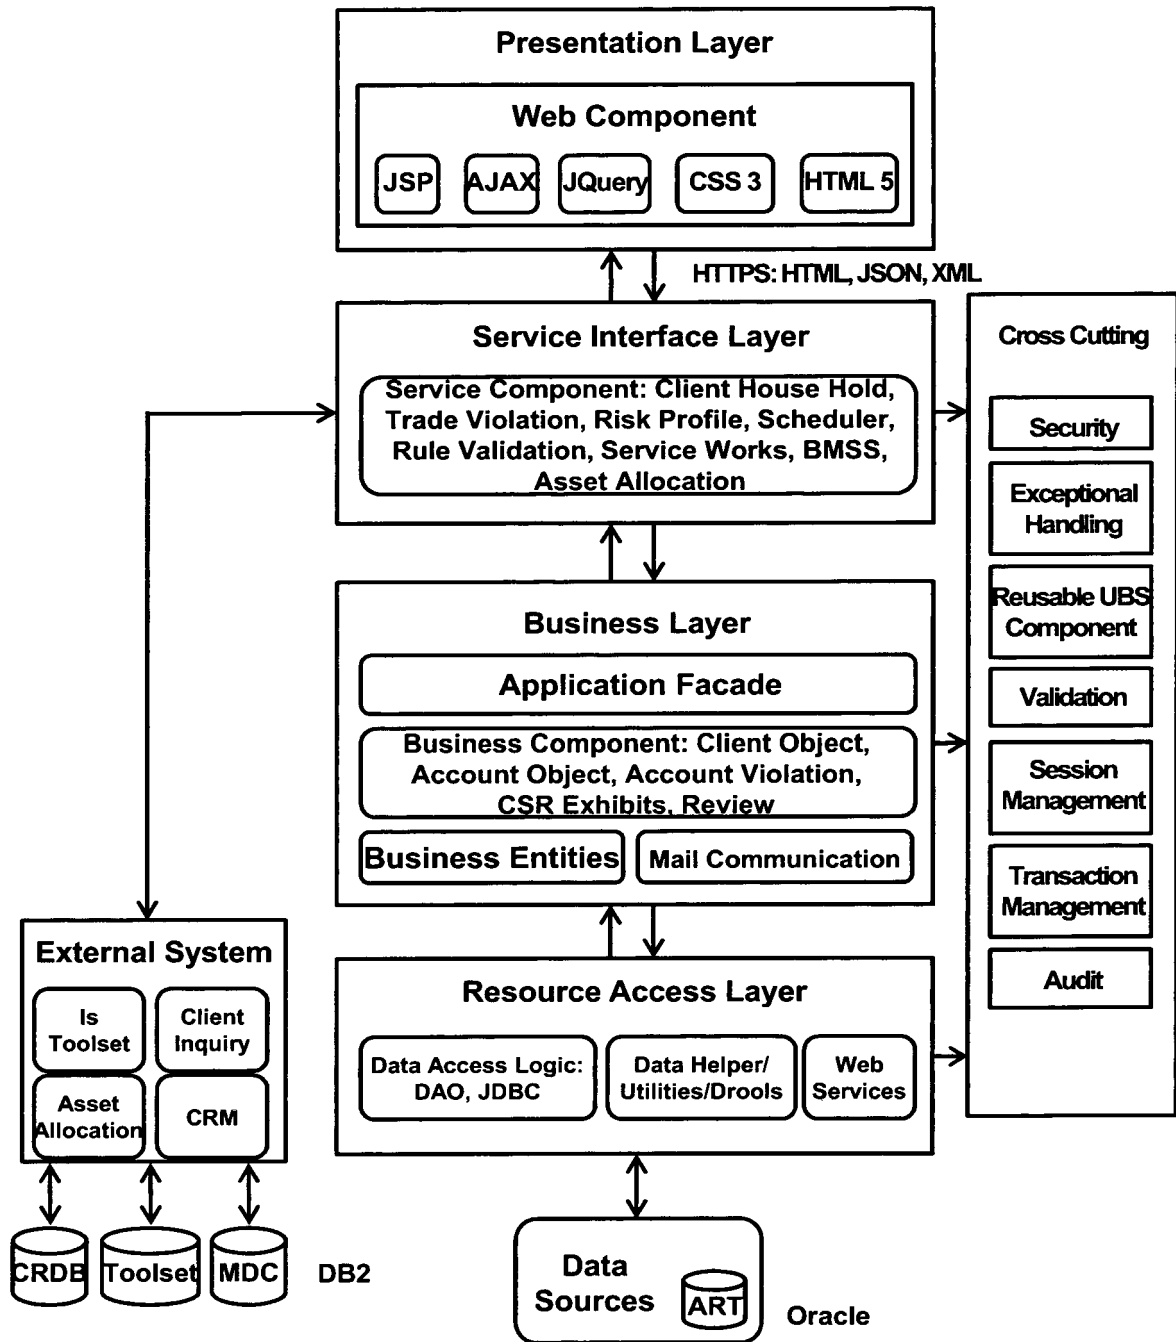 Presentation Layer
Web Component
JSP
AJAX
JQuery
CSS 3
HTML 5
HTTPS: HTML, JSON, XML
Service Interface Layer
Service Component: Client House Hold,
Trade Violation, Risk Profile, Scheduler,
Rule Validation, Service Works, BMSS,
Asset Allocation
Cross Cutting
Security
Exceptional
Handling
Reusable UBS
Component
Validation
Session
Management
Transaction
Management
Audit
Business Layer
Application Facade
Business Component: Client Object,
Account Object, Account Violation,
CSR Exhibits, Review
Business Entities
Mail Communication
External System
Is
Toolset
Client
Inquiry
Asset
Allocation
CRM
Resource Access Layer
Data Access Logic:
DAO, JDBC
Data Helper/
Utilities/Drools
Web
Services
CRDB
Toolset
MDC
DB2
Data
Sources
ART
Oracle